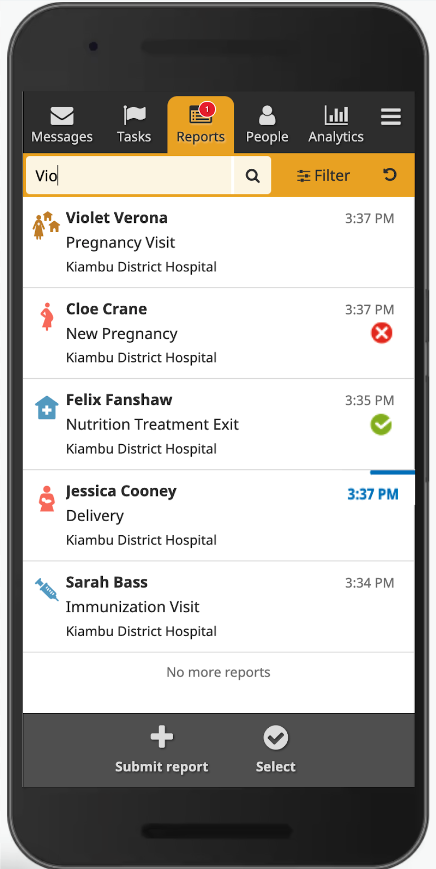 1
Messages Tasks Reports People Analytics
Vio Filter
Violet Verona 3:37 PM
Pregnancy Visit
Kiambu District Hospital
Cloe Crane 3:37 PM
New Pregnancy
Kiambu District Hospital
Felix Fanshaw 3:35 PM
Nutrition Treatment Exit
Kiambu District Hospital
Jessica Cooney 3:37 PM
Delivery
Kiambu District Hospital
Sarah Bass 3:34 PM
Immunization Visit
Kiambu District Hospital
No more reports
Submit report Select